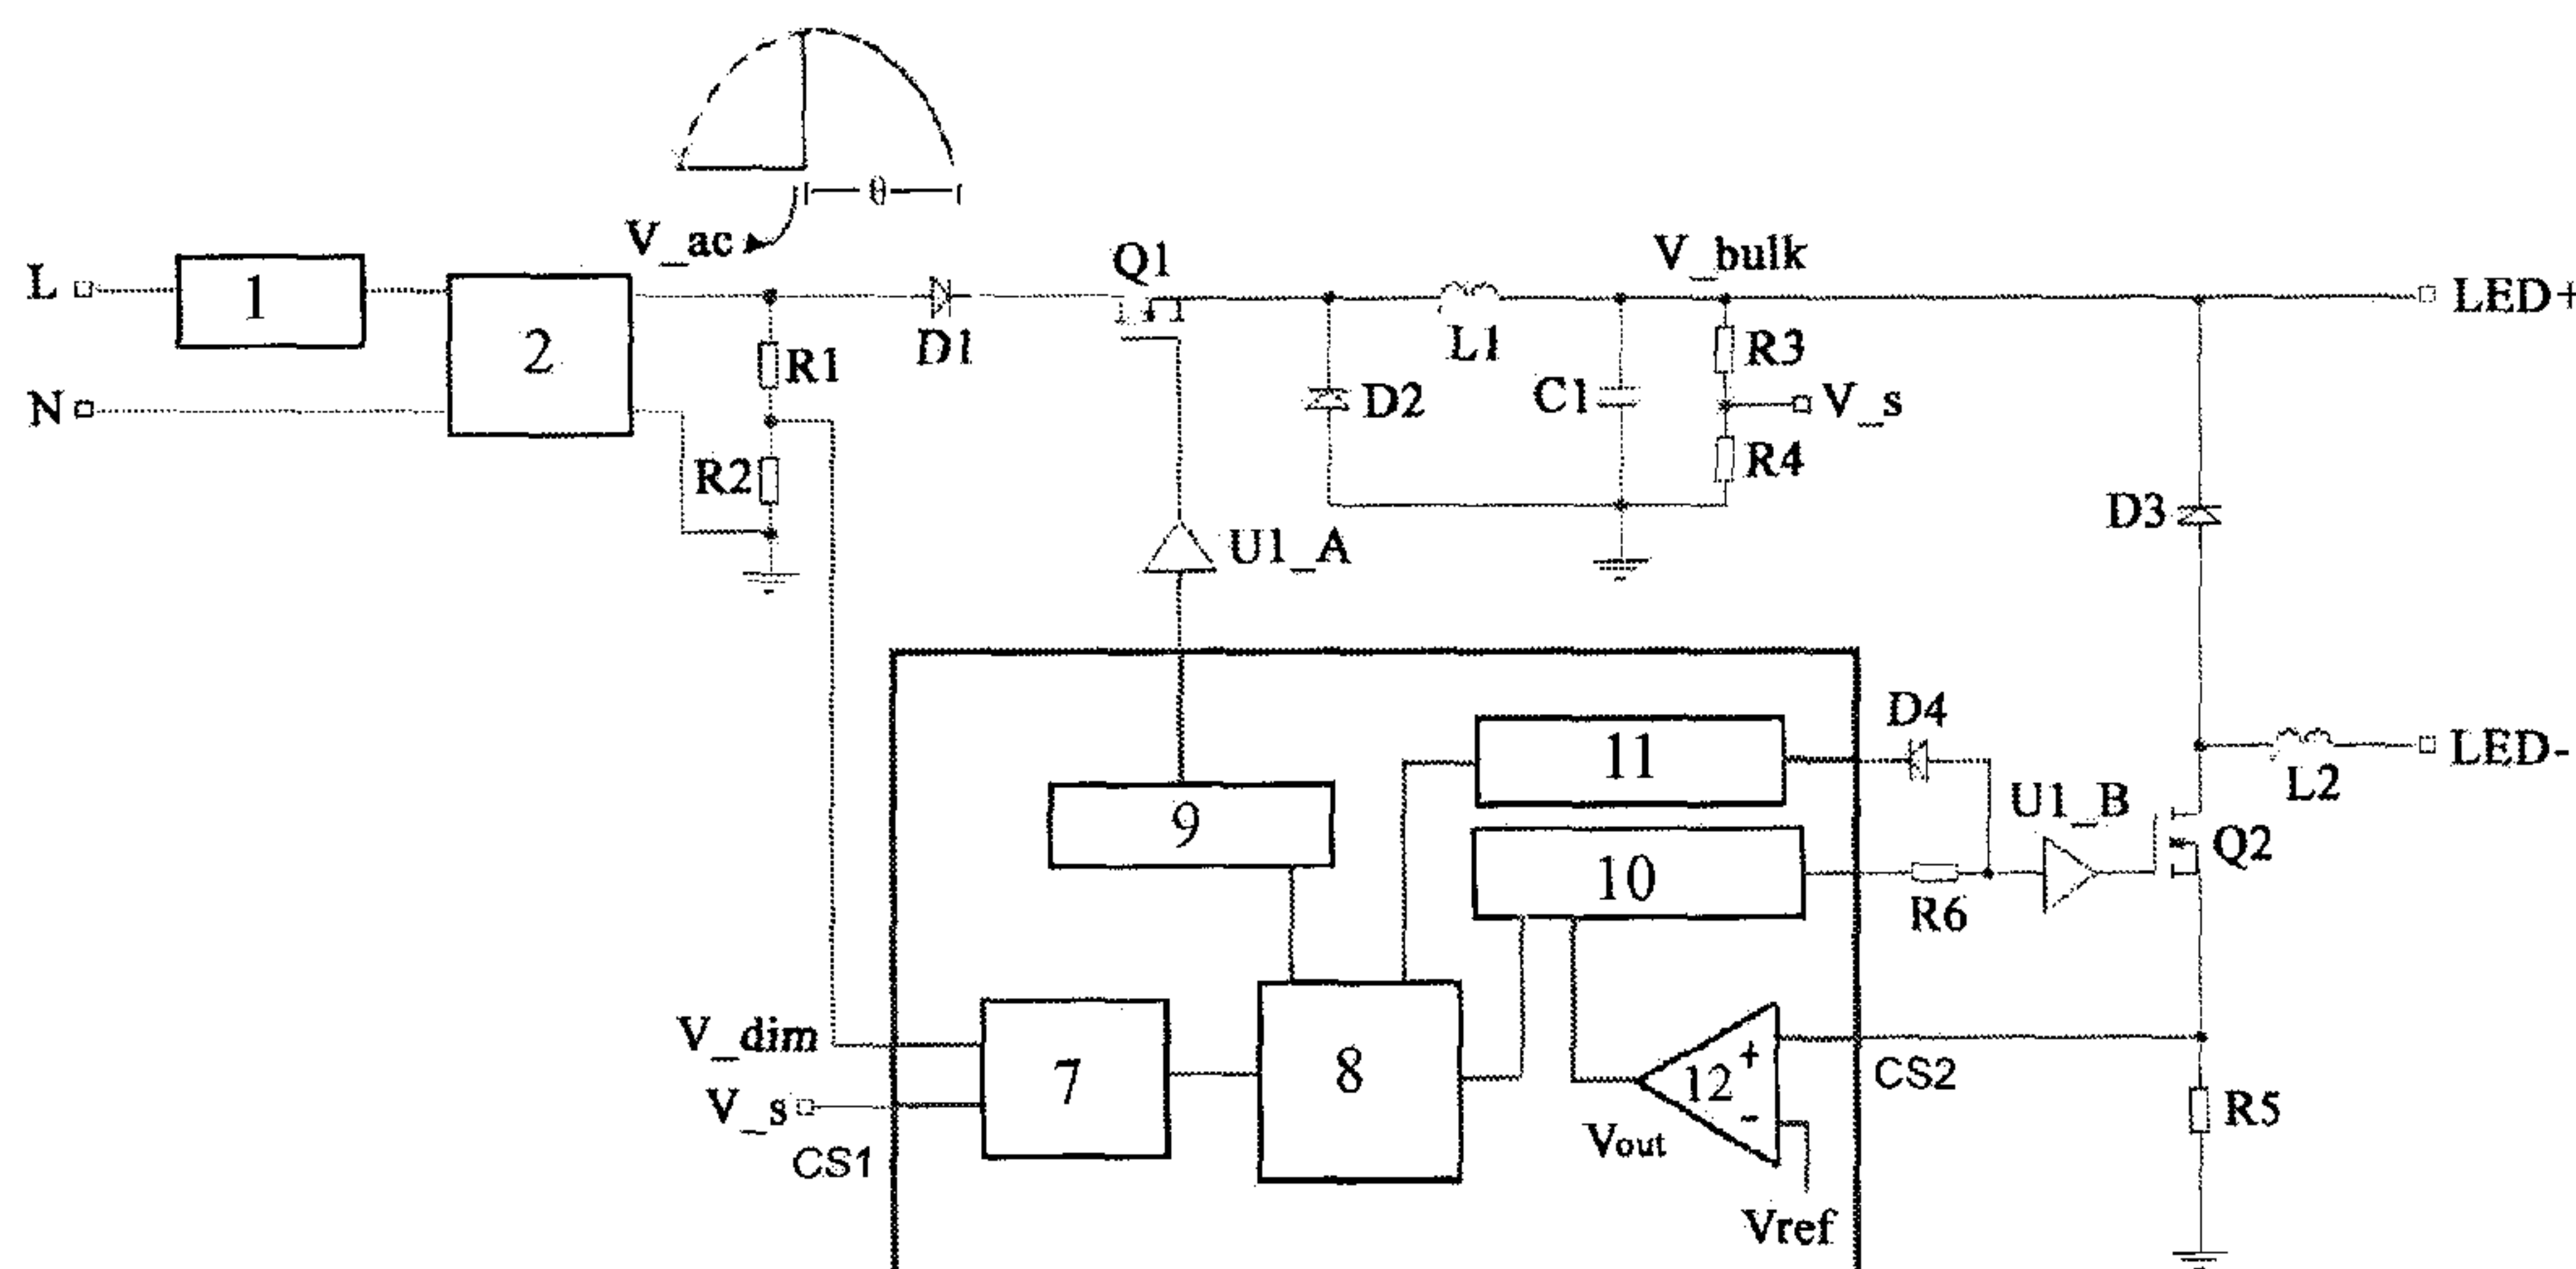 θ
V_ac
Q1
V_bulk
L
1
LED+
D1
L1
R3
2
R1
N
D2
C1
V_s
R2
R4
D3
U1_A
D4
11
LED-
L2
9
U1_B
10
Q2
R6
V_dim
7
8
12
+
-
CS2
V_s
R5
CS1
Vout
Vref